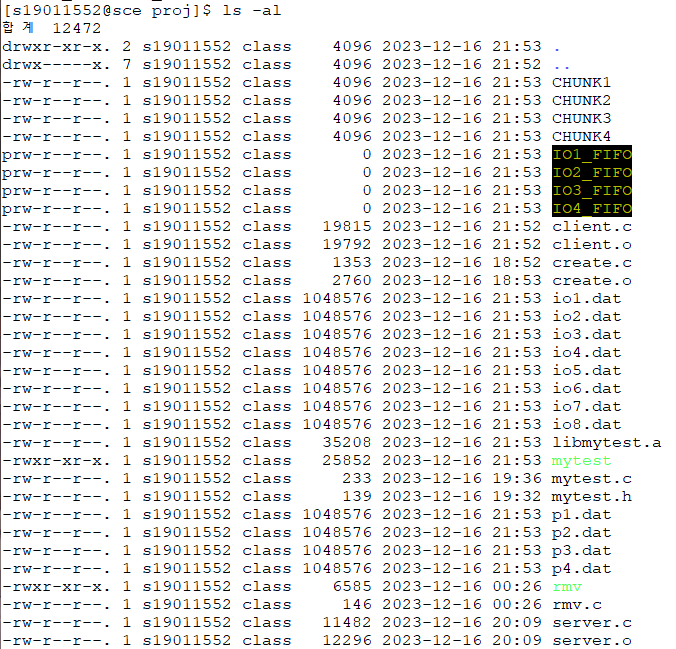 [s19011552@sce proj]$ ls -al
합계 12472
drwxr-xr-x. 2 s19011552 class    4096 2023-12-16 21:53 .
drwx-----x. 7 s19011552 class    4096 2023-12-16 21:52 ..
-rw-r--r--. 1 s19011552 class    4096 2023-12-16 21:53 CHUNK1
-rw-r--r--. 1 s19011552 class    4096 2023-12-16 21:53 CHUNK2
-rw-r--r--. 1 s19011552 class    4096 2023-12-16 21:53 CHUNK3
-rw-r--r--. 1 s19011552 class    4096 2023-12-16 21:53 CHUNK4
prw-r--r--. 1 s19011552 class       0 2023-12-16 21:53 IO1_FIFO
prw-r--r--. 1 s19011552 class       0 2023-12-16 21:53 IO2_FIFO
prw-r--r--. 1 s19011552 class       0 2023-12-16 21:53 IO3_FIFO
prw-r--r--. 1 s19011552 class       0 2023-12-16 21:53 IO4_FIFO
-rw-r--r--. 1 s19011552 class   19815 2023-12-16 21:52 client.c
-rw-r--r--. 1 s19011552 class   19792 2023-12-16 21:52 client.o
-rw-r--r--. 1 s19011552 class    1353 2023-12-16 18:52 create.c
-rw-r--r--. 1 s19011552 class    2760 2023-12-16 18:53 create.o
-rw-r--r--. 1 s19011552 class 1048576 2023-12-16 21:53 io1.dat
-rw-r--r--. 1 s19011552 class 1048576 2023-12-16 21:53 io2.dat
-rw-r--r--. 1 s19011552 class 1048576 2023-12-16 21:53 io3.dat
-rw-r--r--. 1 s19011552 class 1048576 2023-12-16 21:53 io4.dat
-rw-r--r--. 1 s19011552 class 1048576 2023-12-16 21:53 io5.dat
-rw-r--r--. 1 s19011552 class 1048576 2023-12-16 21:53 io6.dat
-rw-r--r--. 1 s19011552 class 1048576 2023-12-16 21:53 io7.dat
-rw-r--r--. 1 s19011552 class 1048576 2023-12-16 21:53 io8.dat
-rw-r--r--. 1 s19011552 class   35208 2023-12-16 21:53 libmytest.a
-rwxr-xr-x. 1 s19011552 class   25852 2023-12-16 21:53 mytest
-rw-r--r--. 1 s19011552 class     233 2023-12-16 19:36 mytest.c
-rw-r--r--. 1 s19011552 class     139 2023-12-16 19:32 mytest.h
-rw-r--r--. 1 s19011552 class 1048576 2023-12-16 21:53 p1.dat
-rw-r--r--. 1 s19011552 class 1048576 2023-12-16 21:53 p2.dat
-rw-r--r--. 1 s19011552 class 1048576 2023-12-16 21:53 p3.dat
-rw-r--r--. 1 s19011552 class 1048576 2023-12-16 21:53 p4.dat
-rwxr-xr-x. 1 s19011552 class    6585 2023-12-16 00:26 rmv
-rw-r--r--. 1 s19011552 class     146 2023-12-16 00:26 rmv.c
-rw-r--r--. 1 s19011552 class   11482 2023-12-16 20:09 server.c
-rw-r--r--. 1 s19011552 class   12296 2023-12-16 20:09 server.o